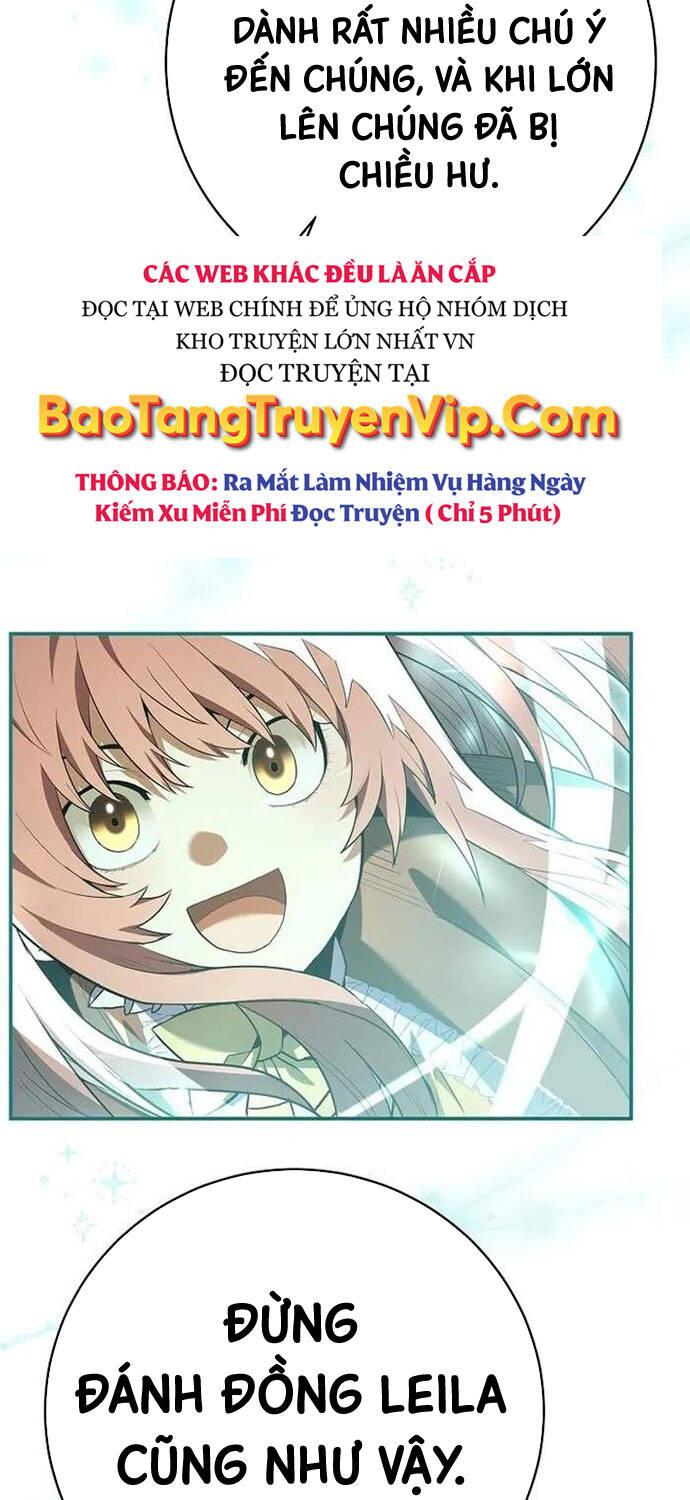 DÀNH RẤT NHIỀU CHÚ Ý
ĐẾN CHÚNG, VÀ KHI LỚN
LÊN CHÚNG ĐÃ BỊ
CHIỀU HƯ.
CÁC WEB KHÁC ĐỀU LÀ ĂN CẮP
ĐỌC TẠI WEB CHÍNH ĐỂ ỦNG HỘ NHÓM DỊCH
KHO TRUYỆN LỚN NHẤT VN
ĐỌC TRUYỆN TẠI
BaoTangTruyenVip.Com
THÔNG BÁO: Ra Mắt Làm Nhiệm Vụ Hàng Ngày
Kiếm Xu Miễn Phí Đọc Truyện ( Chỉ 5 Phút)
ĐỪNG
ĐÁNH ĐỒNG LEILA
CŨNG NHƯ VẬY.